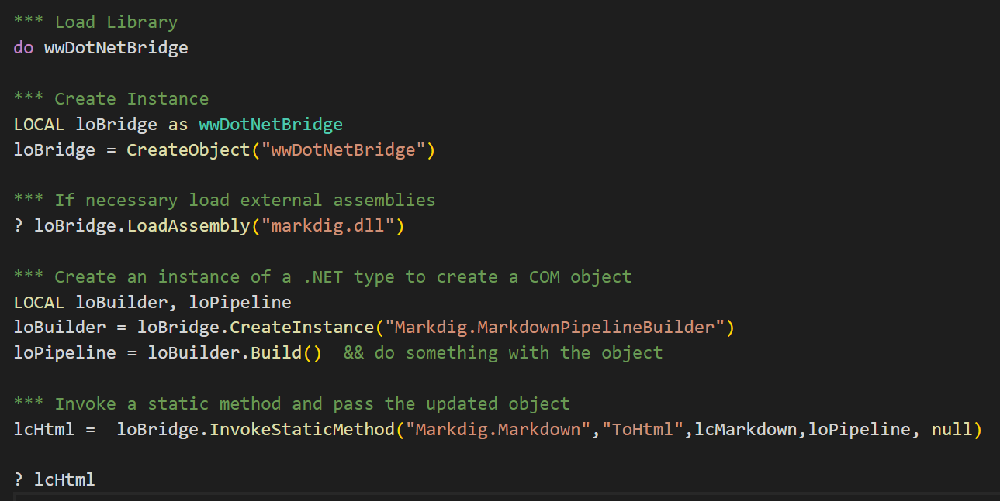 *** Load Library
do wwDotNetBridge
*** Create Instance
LOCAL loBridge as wwDotNetBridge
loBridge = CreateObject("wwDotNetBridge")
*** If necessary load external assemblies
? loBridge.LoadAssembly("markdig.dll")
*** Create an instance of a .NET type to create a COM object
LOCAL loBuilder, loPipeline
loBuilder = loBridge.CreateInstance("Markdig.MarkdownPipelineBuilder")
loPipeline = loBuilder.Build()  && do something with the object
*** Invoke a static method and pass the updated object
lcHtml =  loBridge.InvokeStaticMethod("Markdig.Markdown","ToHtml",lcMarkdown,loPipeline, null)
? lcHtml